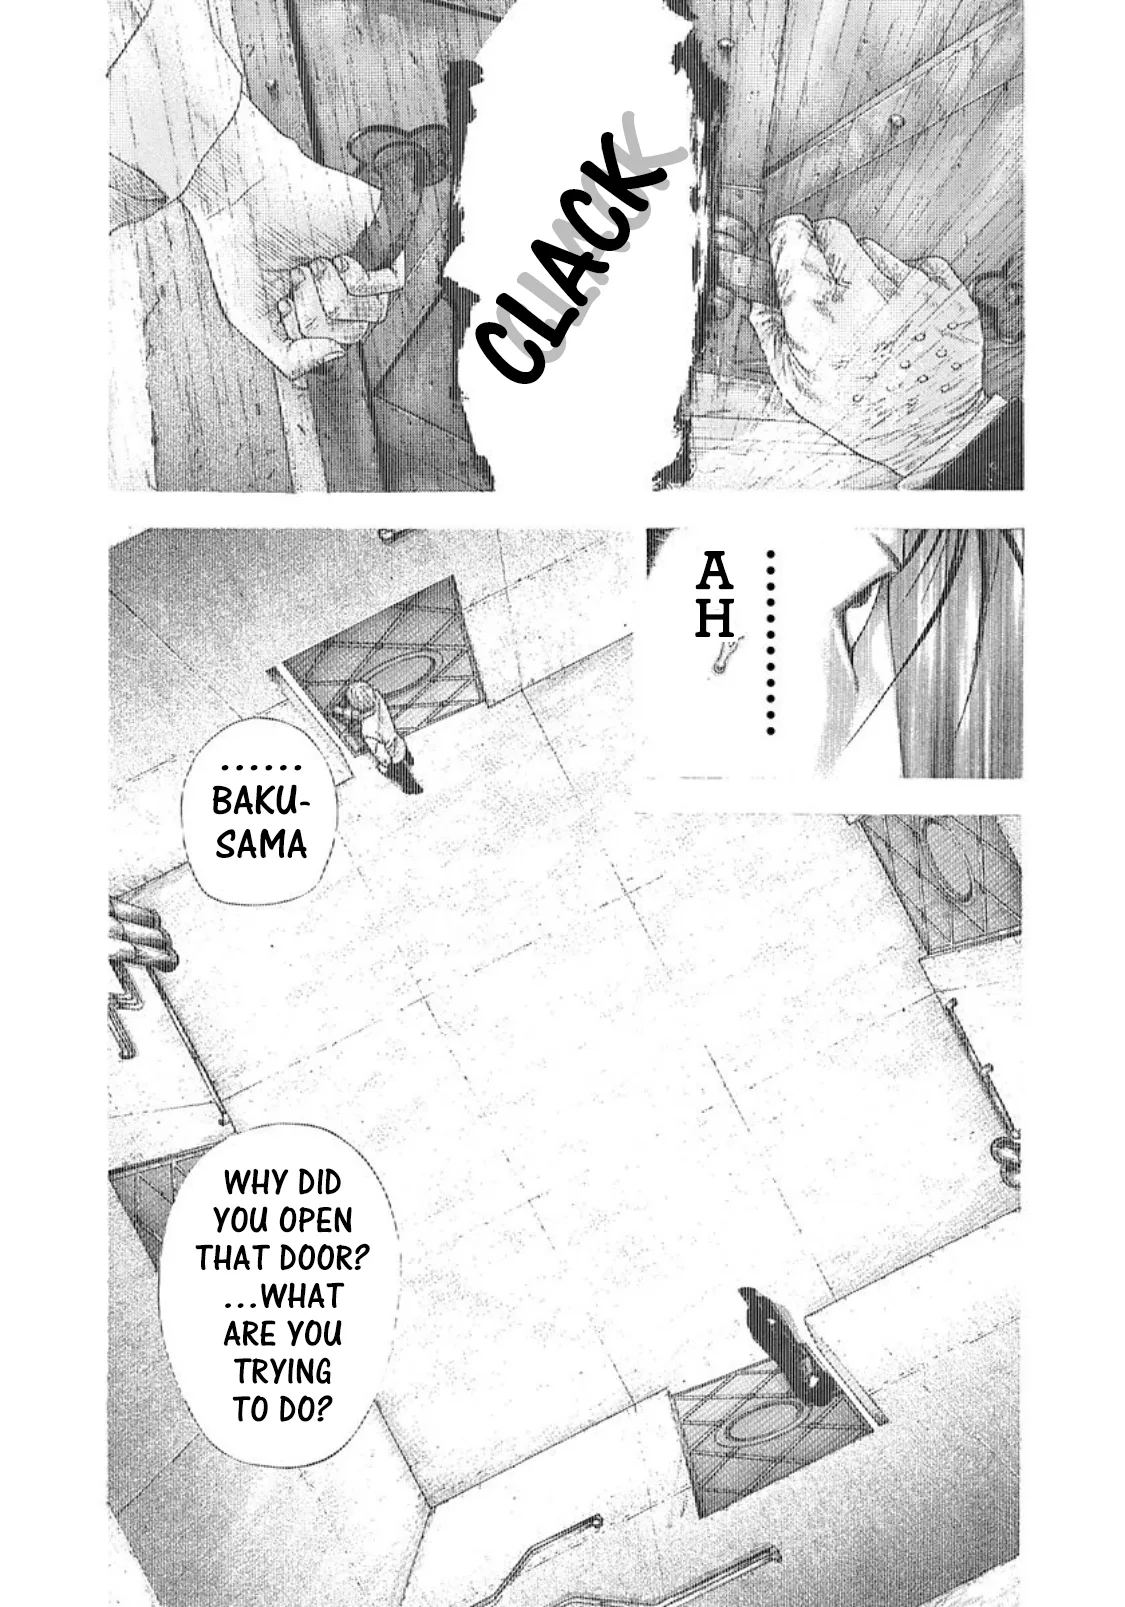 CLACK
AH
.........
......
BAKU-
SAMA
WHY DID
YOU OPEN
THAT DOOR?
...WHAT
ARE YOU
TRYING
TO DO?